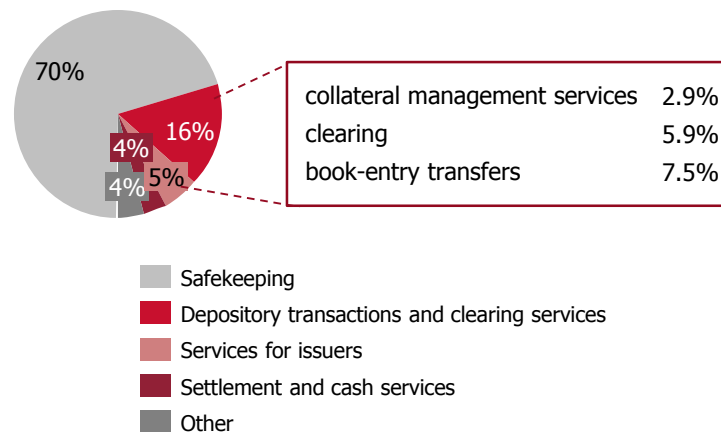 70%
16%
4%
5%
4%
collateral management services 2.9%
clearing 5.9%
book-entry transfers 7.5%
Safekeeping
Depository transactions and clearing services
Services for issuers
Settlement and cash services
Other